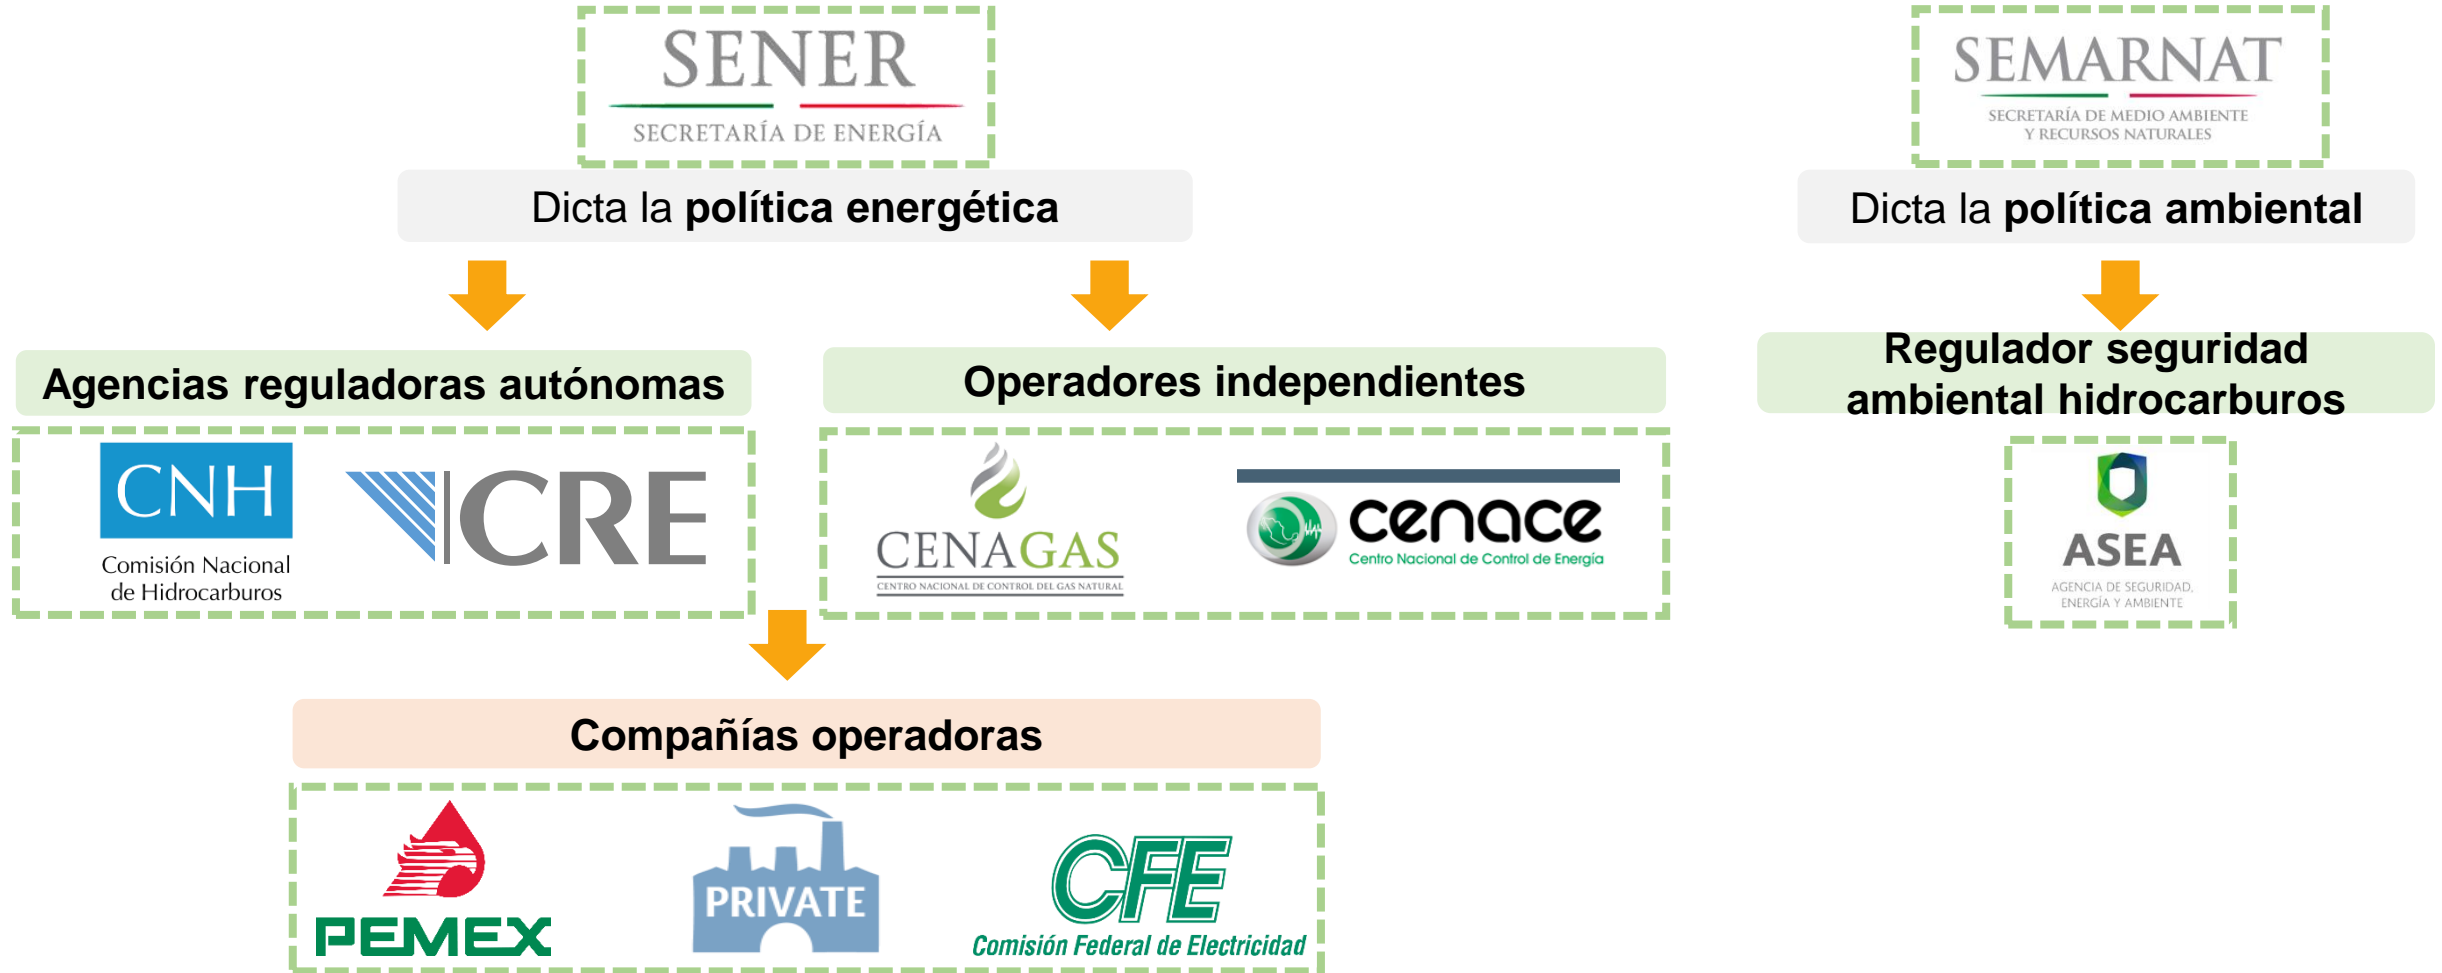 SENER
SECRETARÍA DE ENERGÍA
Dicta la política energética
SEMARNAT
SECRETARÍA DE MEDIO AMBIENTE
Y RECURSOS NATURALES
Dicta la política ambiental
Agencias reguladoras autónomas
CNH
Comisión Nacional
de Hidrocarburos
CRE
Operadores independientes
CENAGAS
CENTRO NACIONAL DE CONTROL DEL GAS NATURAL
cenace
Centro Nacional de Control de Energía
Regulador seguridad
ambiental hidrocarburos
ASEA
AGENCIA DE SEGURIDAD,
ENERGÍA Y AMBIENTE
Compañías operadoras
PEMEX
PRIVATE
CFE
Comisión Federal de Electricidad